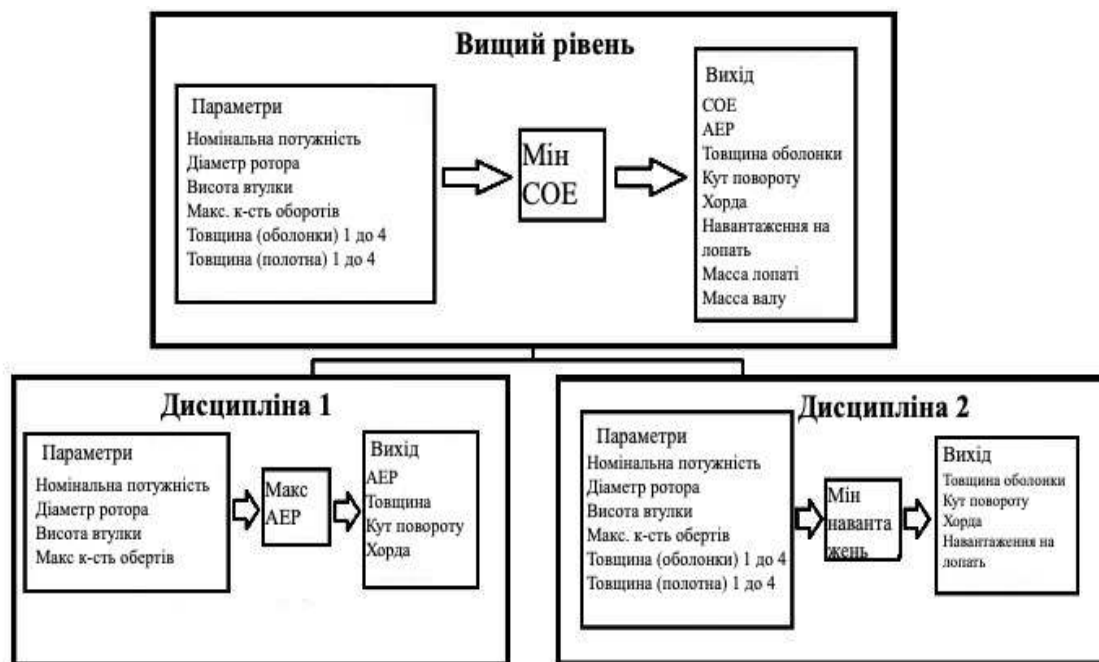 Вищий рівень
Параметри
Номінальна потужність
Діаметр ротора
Висота втулки
Макс. к-сть оборотів
Товщина (оболонки) 1 до 4
Товщина (полотна) 1 до 4
Мін
COE
Вихід
COE
AEP
Товщина оболонки
Кут повороту
Хорда
Навантаження на
лопать
Масса лопаті
Масса валу
Дисципліна 1
Параметри
Номінальна потужність
Діаметр ротора
Висота втулки
Макс к-сть обертів
Макс
AEP
Вихід
AEP
Товщина
Кут повороту
Хорда
Дисципліна 2
Параметри
Номінальна потужність
Діаметр ротора
Висота втулки
Макс. к-сть обертів
Товщина (оболонки) 1 до 4
Товщина (полотна) 1 до 4
Мін
наванта
жень
Вихід
Товщина оболонки
Кут повороту
Хорда
Навантаження на
лопать